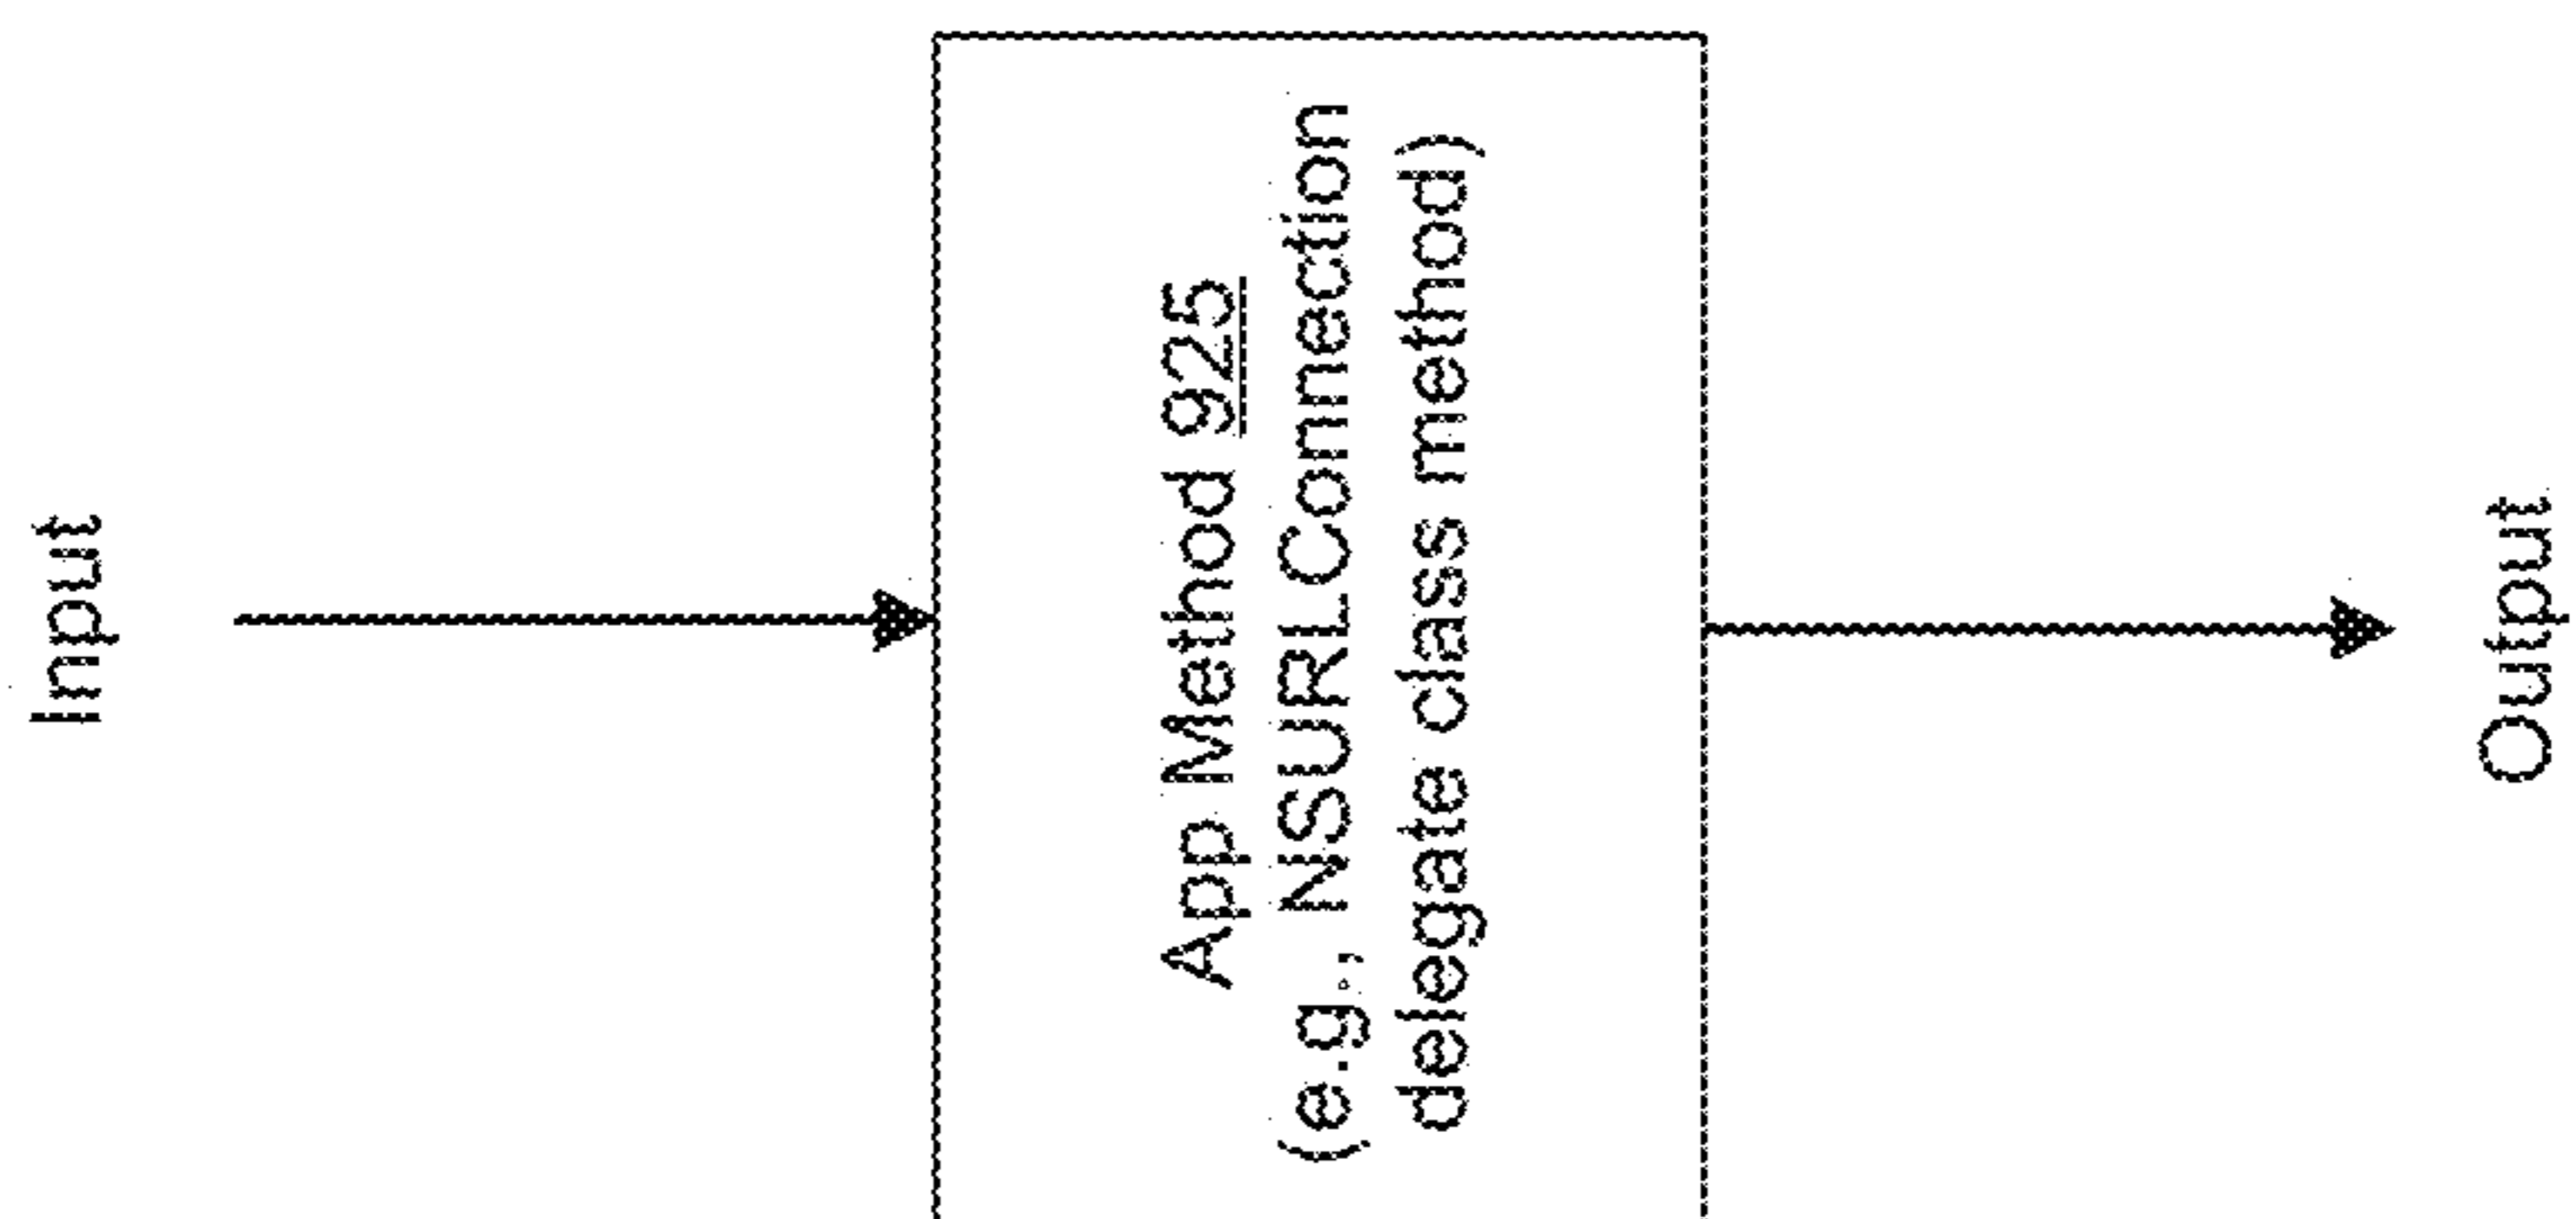 Input
App Method 925
(e.g., NSURLConnection
delegate class method)
Output